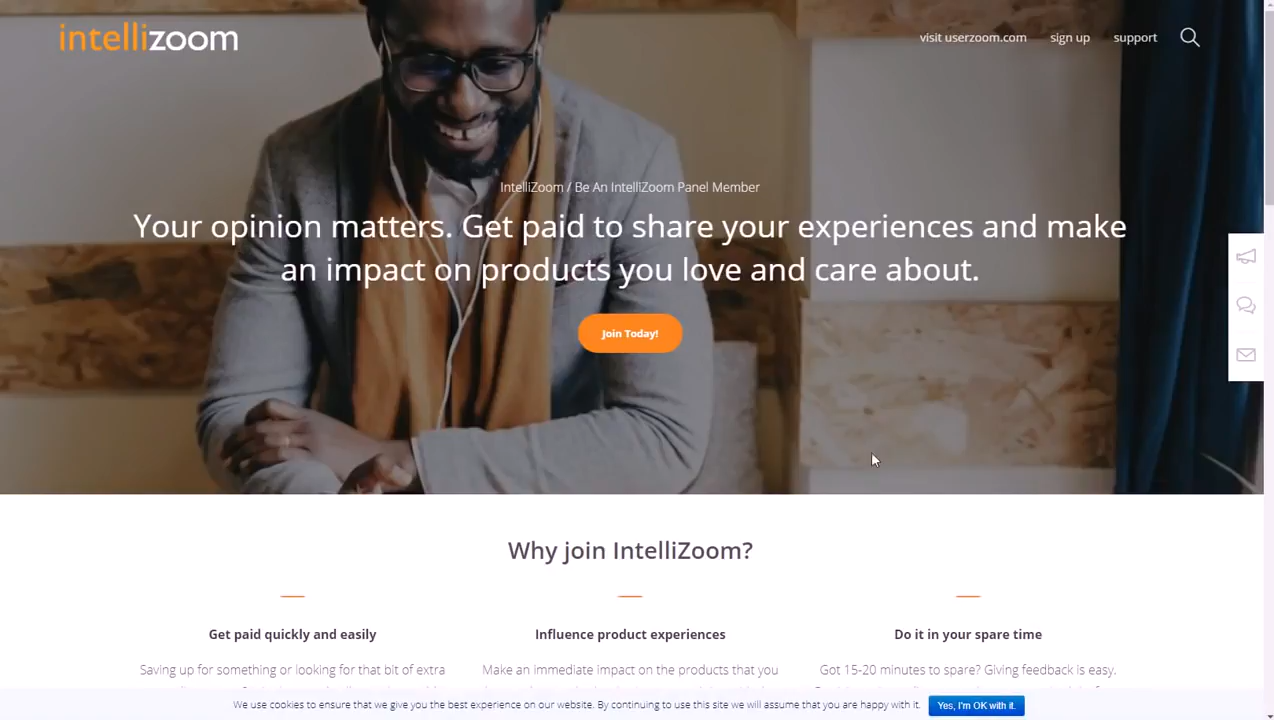 intellizoom
visit userzoom.com sign up support
IntelliZoom / Be An IntelliZoom Panel Member
Your opinion matters. Get paid to share your experiences and make
an impact on products you love and care about.
Join Today!
Why join IntelliZoom?
Get paid quickly and easily
Saving up for something or looking for that bit of extra
Influence product experiences
Make an immediate impact on the products that you
Do it in your spare time
Got 15-20 minutes to spare? Giving feedback is easy.
We use cookies to ensure that we give you the best experience on our website. By continuing to use this site we will assume that you are happy with it. Yes, I'm OK with it.